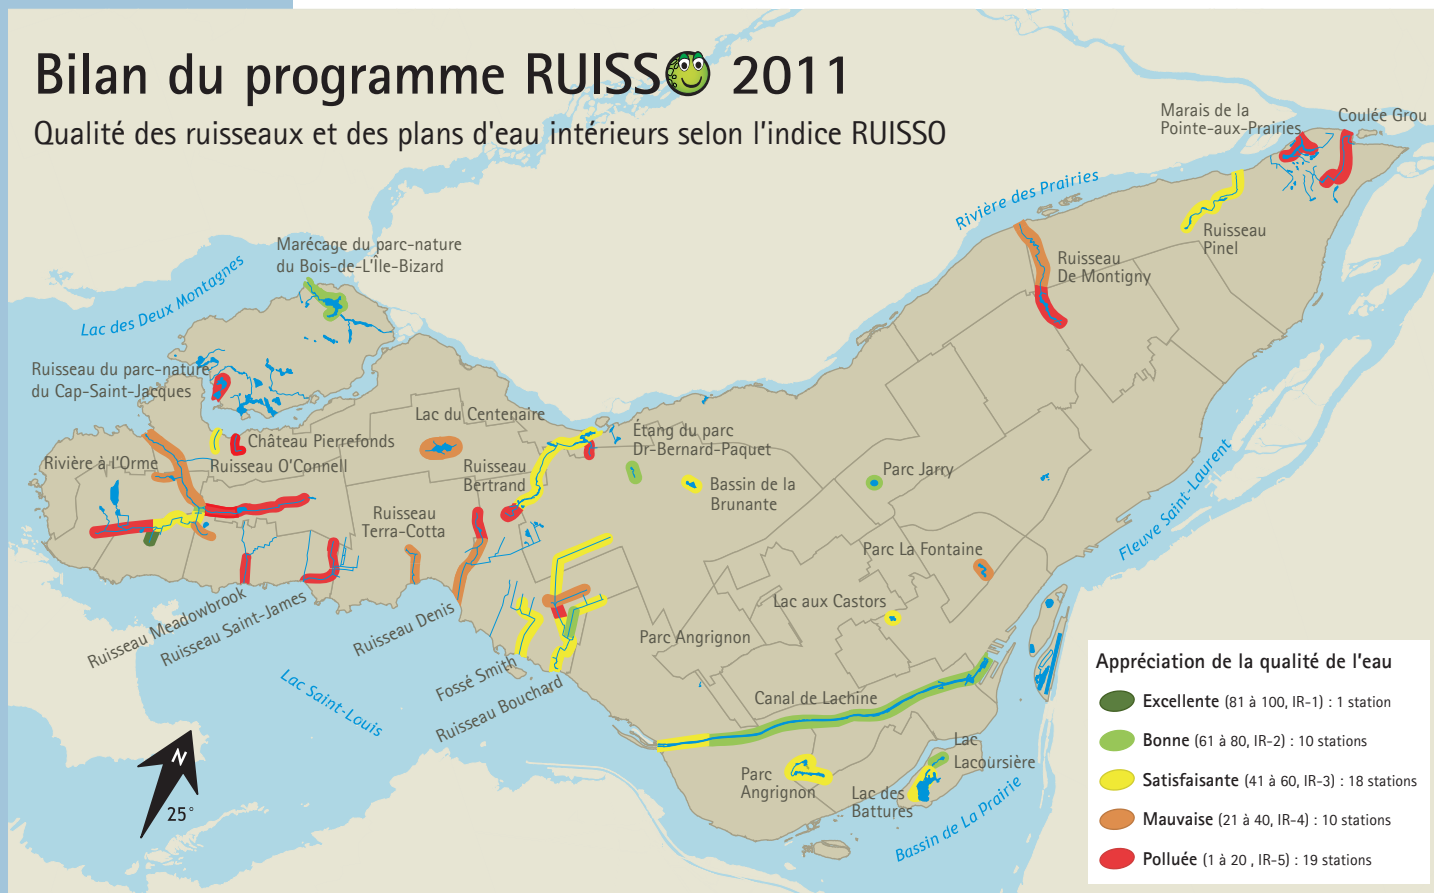 Bilan du programme RUISSO 2011
Qualité des ruisseaux et des plans d'eau intérieurs selon l'indice RUISSO
Marais de la
Pointe-aux-Prairies
Coulée Grou
Rivière des Prairies
Ruisseau
Pinel
Ruisseau
De Montigny
Marécage du parc-nature
du Bois-de-L'Île-Bizard
Lac des Deux Montagnes
Ruisseau du parc-nature
du Cap-Saint-Jacques
Lac du Centenaire
Étang du parc
Dr-Bernard-Paquet
Château Pierrefonds
Rivière à l'Orme
Ruisseau O'Connell
Ruisseau
Bertrand
Bassin de la
Brunante
Parc Jarry
Ruisseau
Terra-Cotta
Fleuve Saint-Laurent
Parc La Fontaine
Lac aux Castors
Ruisseau Meadowbrook
Ruisseau Saint-James
Ruisseau Denis
Parc Angrignon
Fossé Smith
Ruisseau Bouchard
Lac Saint-Louis
Canal de Lachine
Lac
Lacoursière
Parc
Angrignon
Lac des
Battures
Bassin de La Prairie
N
25°
Appréciation de la qualité de l'eau
Excellente (81 à 100, IR-1) : 1 station
Bonne (61 à 80, IR-2) : 10 stations
Satisfaisante (41 à 60, IR-3) : 18 stations
Mauvaise (21 à 40, IR-4) : 10 stations
Polluée (1 à 20 , IR-5) : 19 stations